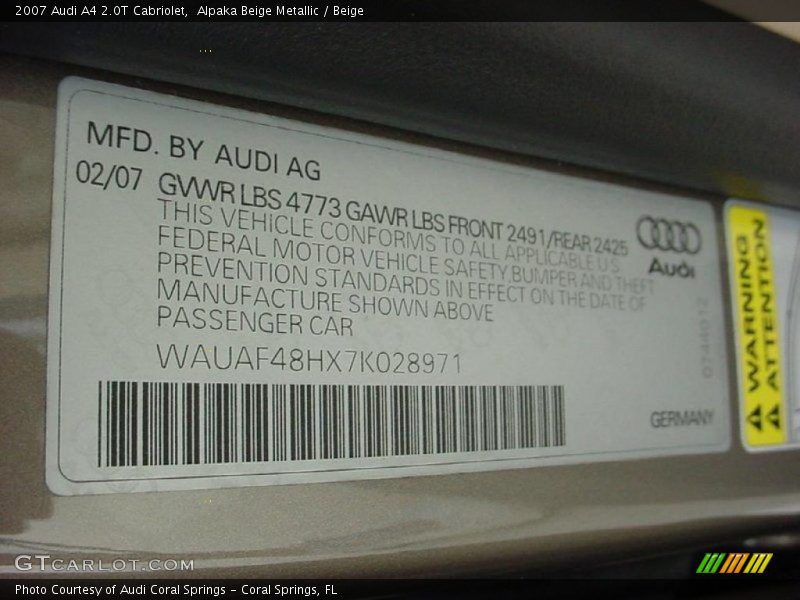 2007 Audi A4 2.0T Cabriolet,  Alpaka Beige Metallic / Beige
MFD. BY AUDI AG
02/07 GVWR LBS 4773 GAWR LBS FRONT 2491/REAR 2425
THIS VEHICLE CONFORMS TO ALL APPLICABLE U S
FEDERAL MOTOR VEHICLE SAFETY BUMPER AND THEFT
PREVENTION STANDARDS IN EFFECT ON THE DATE OF
MANUFACTURE SHOWN ABOVE
PASSENGER CAR
WAUAF48HX7K028971
Audi
GERMANY
WARNING
ATTENTION
GTCARLOT.COM
Photo Courtesy of Audi Coral Springs - Coral Springs, FL